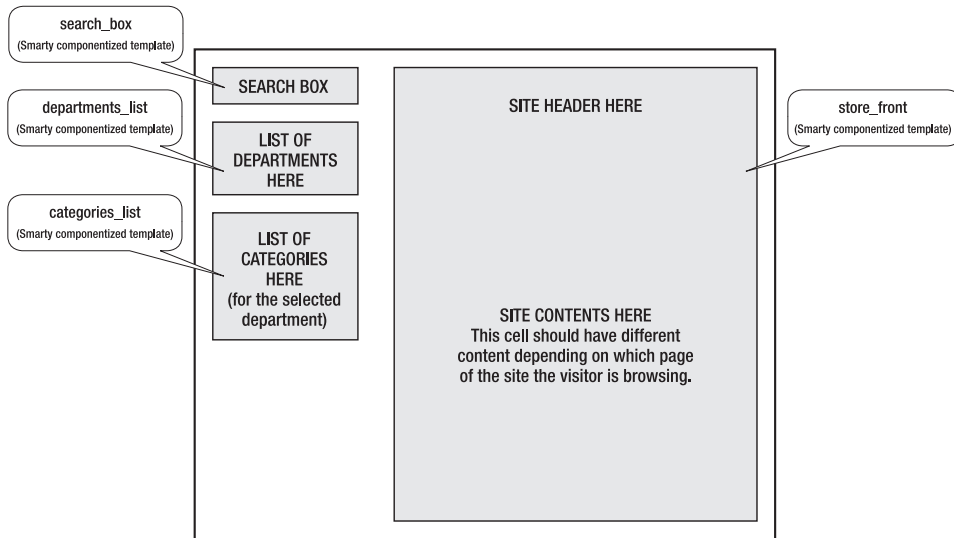 search_box
(Smarty componentized template)
SEARCH BOX
departments_list
(Smarty componentized template)
LIST OF
DEPARTMENTS
HERE
categories_list
(Smarty componentized template)
LIST OF
CATEGORIES
HERE
(for the selected
department)
SITE HEADER HERE
SITE CONTENTS HERE
This cell should have different
content depending on which page
of the site the visitor is browsing.
store_front
(Smarty componentized template)